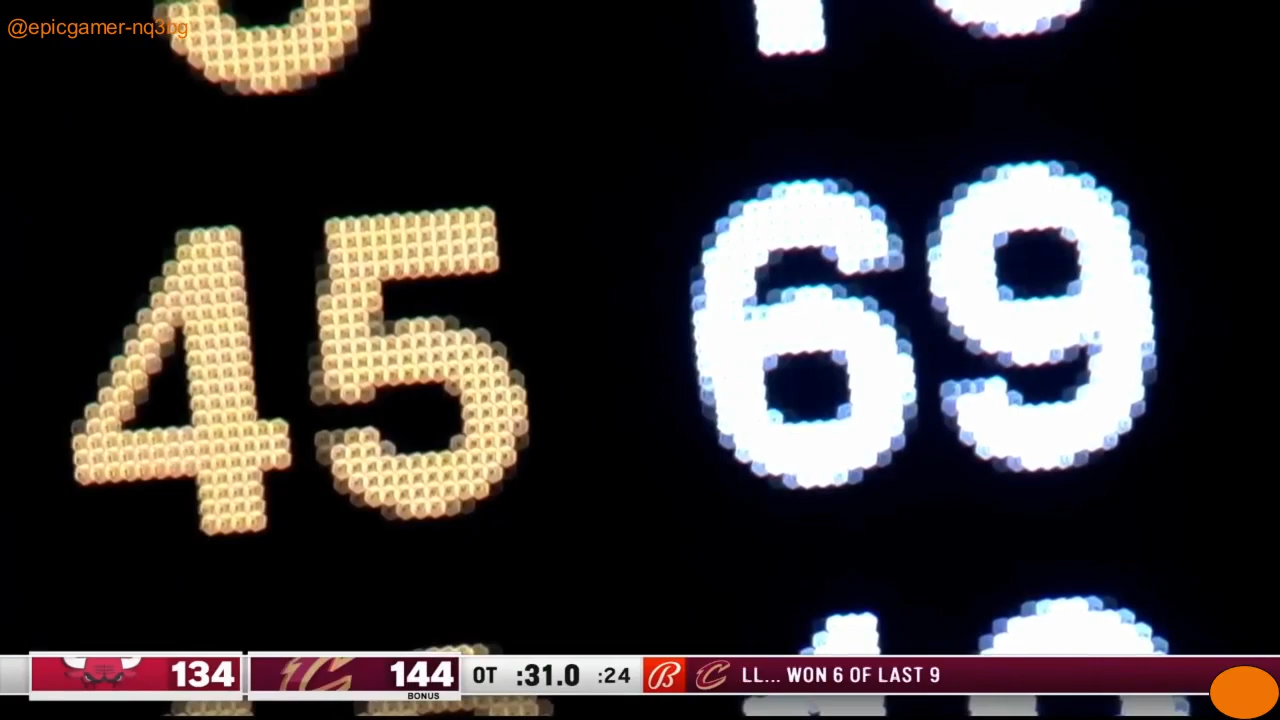 @epicgamer-nq3bg
45 69
134 144 OT :31.0 :24 LL... WON 6 OF LAST 9
BONUS